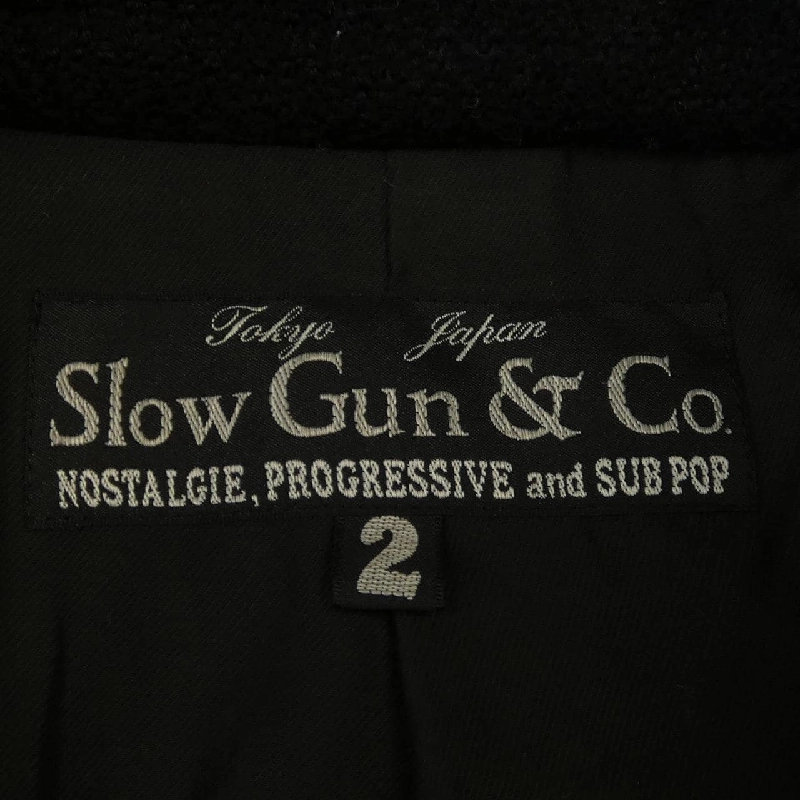 Tokyo Japan
Slow Gun & Co.
NOSTALGIE, PROGRESSIVE and SUB POP
2